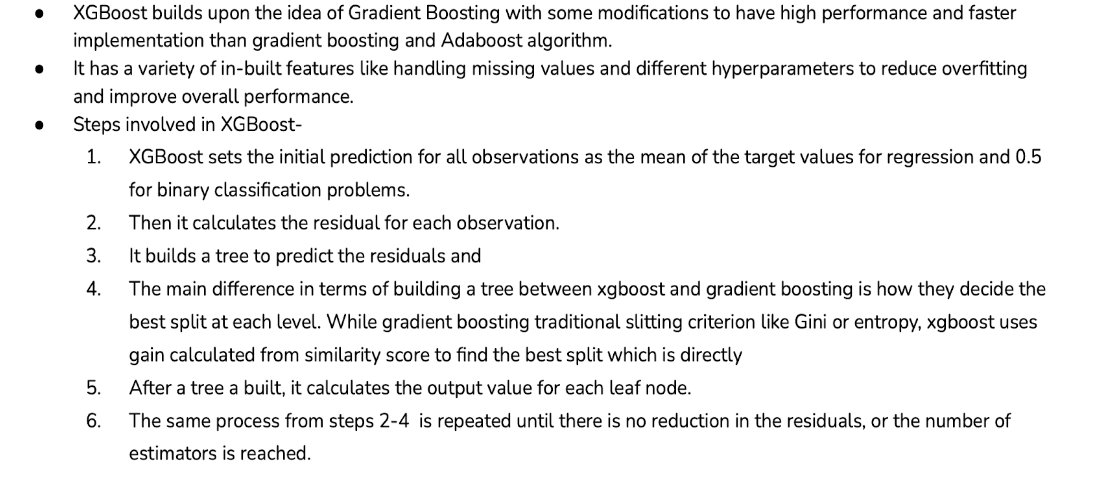 • XGBoost builds upon the idea of Gradient Boosting with some modifications to have high performance and faster
implementation than gradient boosting and Adaboost algorithm.
• It has a variety of in-built features like handling missing values and different hyperparameters to reduce overfitting
and improve overall performance.
• Steps involved in XGBoost-
1. XGBoost sets the initial prediction for all observations as the mean of the target values for regression and 0.5
for binary classification problems.
2. Then it calculates the residual for each observation.
3. It builds a tree to predict the residuals and
4. The main difference in terms of building a tree between xgboost and gradient boosting is how they decide the
best split at each level. While gradient boosting traditional slitting criterion like Gini or entropy, xgboost uses
gain calculated from similarity score to find the best split which is directly
5. After a tree a built, it calculates the output value for each leaf node.
6. The same process from steps 2-4 is repeated until there is no reduction in the residuals, or the number of
estimators is reached.